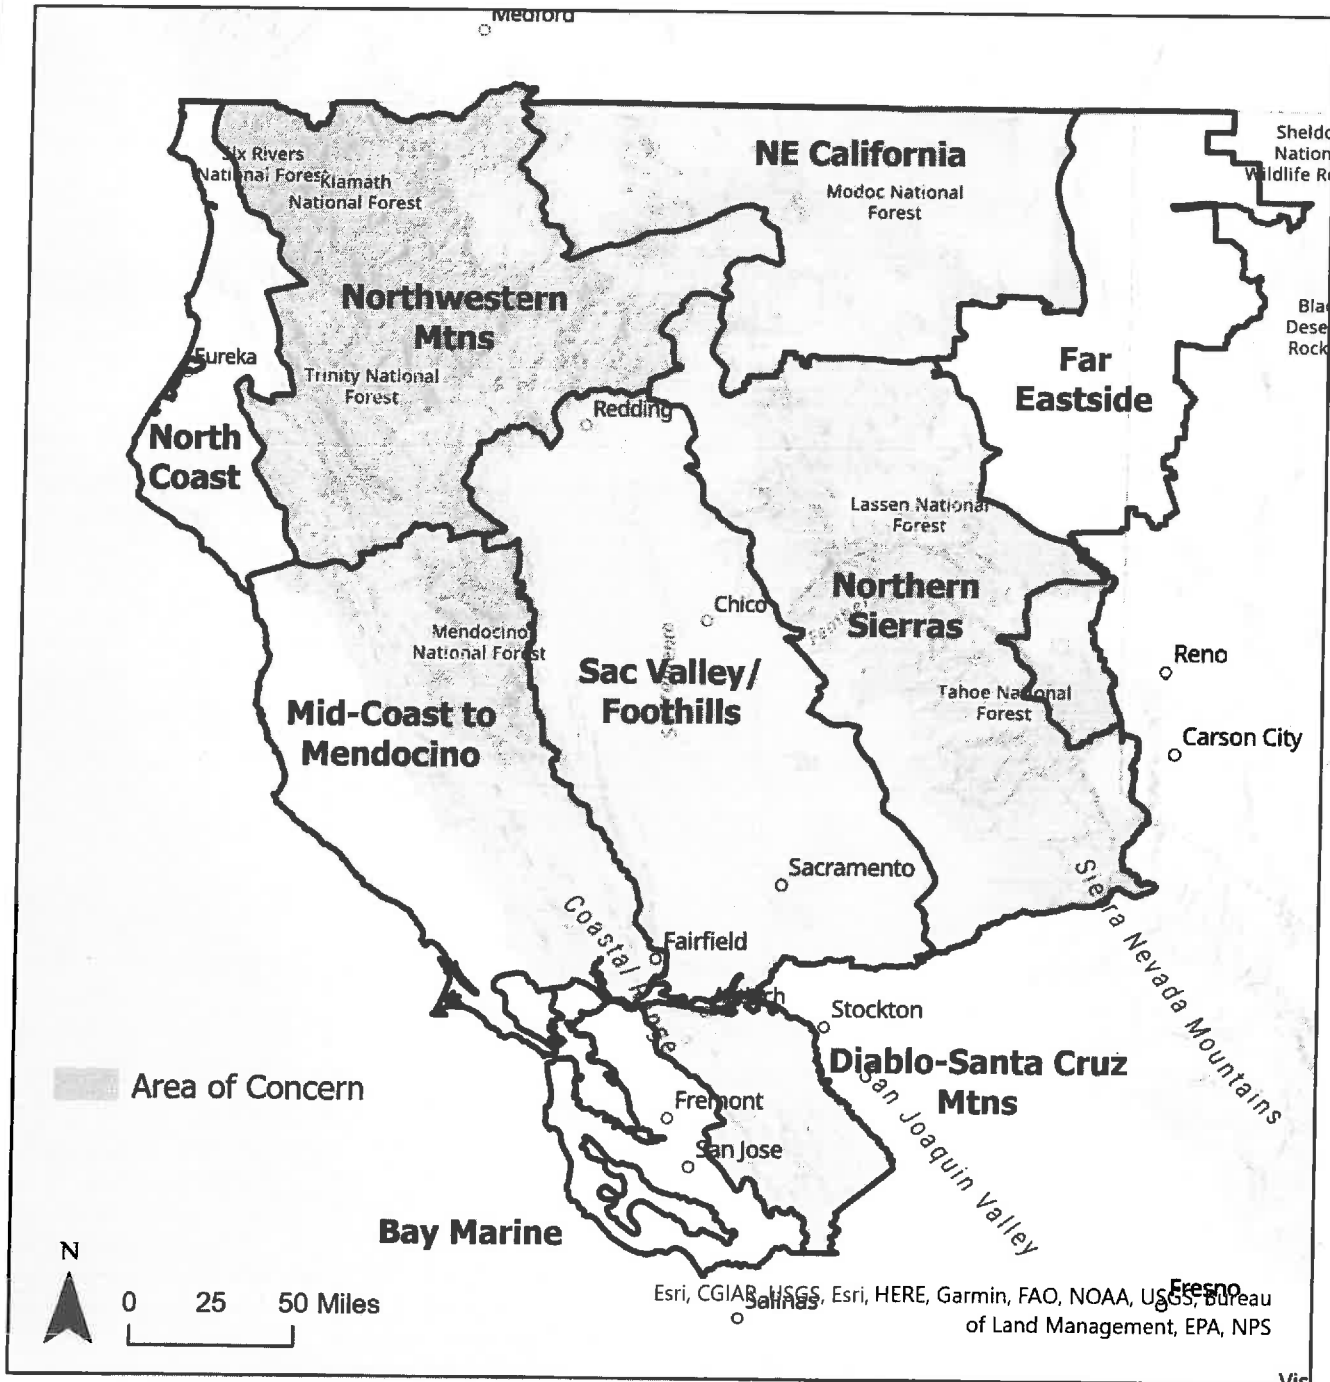 Medford
Six Rivers
National Forest
Klamath
National Forest
NE California
Modoc National
Forest
Northwestern
Mtns
Eureka
Trinity National
Forest
Far
Eastside
Redding
North
Coast
Lassen National
Forest
Northern
Sierras
Chico
Mendocino
National Forest
Sac Valley/
Foothills
Reno
Tahoe National
Forest
Mid-Coast to
Mendocino
Carson City
Sacramento
Sierra Nevada Mountains
Coastal Range
Fairfield
Antioch
Stockton
Diablo-Santa Cruz
Mtns
San Joaquin Valley
Area of Concern
Fremont
San Jose
Bay Marine
N
0 25 50 Miles
Salinas
Fresno
Esri, CGIAR, USGS, Esri, HERE, Garmin, FAO, NOAA, USGS, Bureau
of Land Management, EPA, NPS